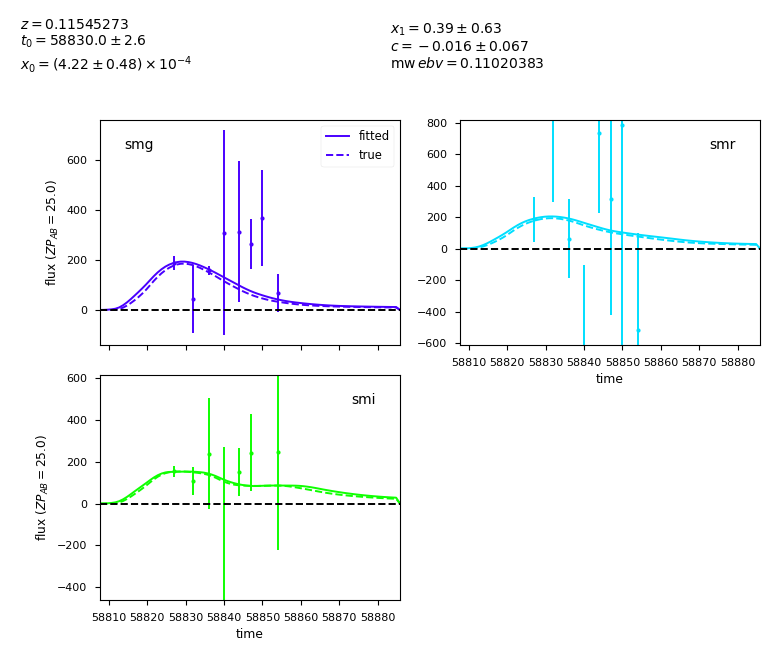 z = 0.11545273
t₀ = 58830.0 ± 2.6
x₀ = (4.22 ± 0.48) × 10⁻⁴
x₁ = 0.39 ± 0.63
c = −0.016 ± 0.067
mw ebv = 0.11020383
smg
fitted
true
600
400
200
0
flux (ZP_AB = 25.0)
smr
800
600
400
200
0
−200
−400
−600
58810 58820 58830 58840 58850 58860 58870 58880
time
smi
600
400
200
0
−200
−400
flux (ZP_AB = 25.0)
58810 58820 58830 58840 58850 58860 58870 58880
time